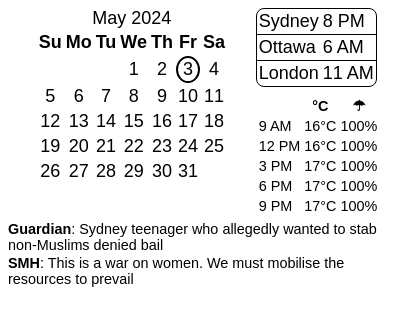 May 2024
Su Mo Tu We Th Fr Sa
1 2 3 4
5 6 7 8 9 10 11
12 13 14 15 16 17 18
19 20 21 22 23 24 25
26 27 28 29 30 31
Sydney 8 PM
Ottawa 6 AM
London 11 AM
°C ☂
9 AM 16°C 100%
12 PM 16°C 100%
3 PM 17°C 100%
6 PM 17°C 100%
9 PM 17°C 100%
Guardian: Sydney teenager who allegedly wanted to stab
non-Muslims denied bail
SMH: This is a war on women. We must mobilise the
resources to prevail